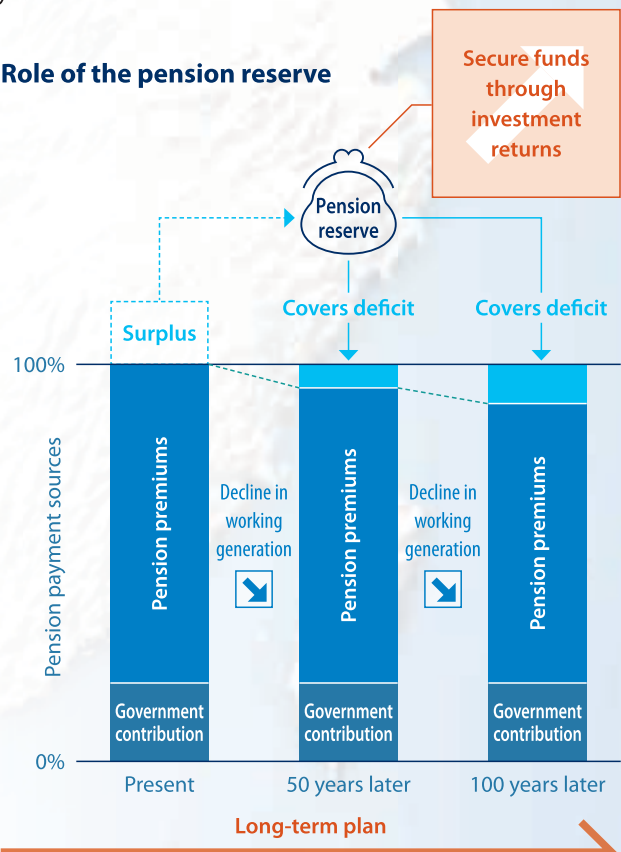 Role of the pension reserve
Secure funds
through
investment
returns
Pension
reserve
Surplus
Covers deficit
Covers deficit
100%
Pension payment sources
Pension premiums
Decline in
working
generation
Pension premiums
Decline in
working
generation
Pension premiums
Government
contribution
Government
contribution
Government
contribution
0%
Present
50 years later
100 years later
Long-term plan